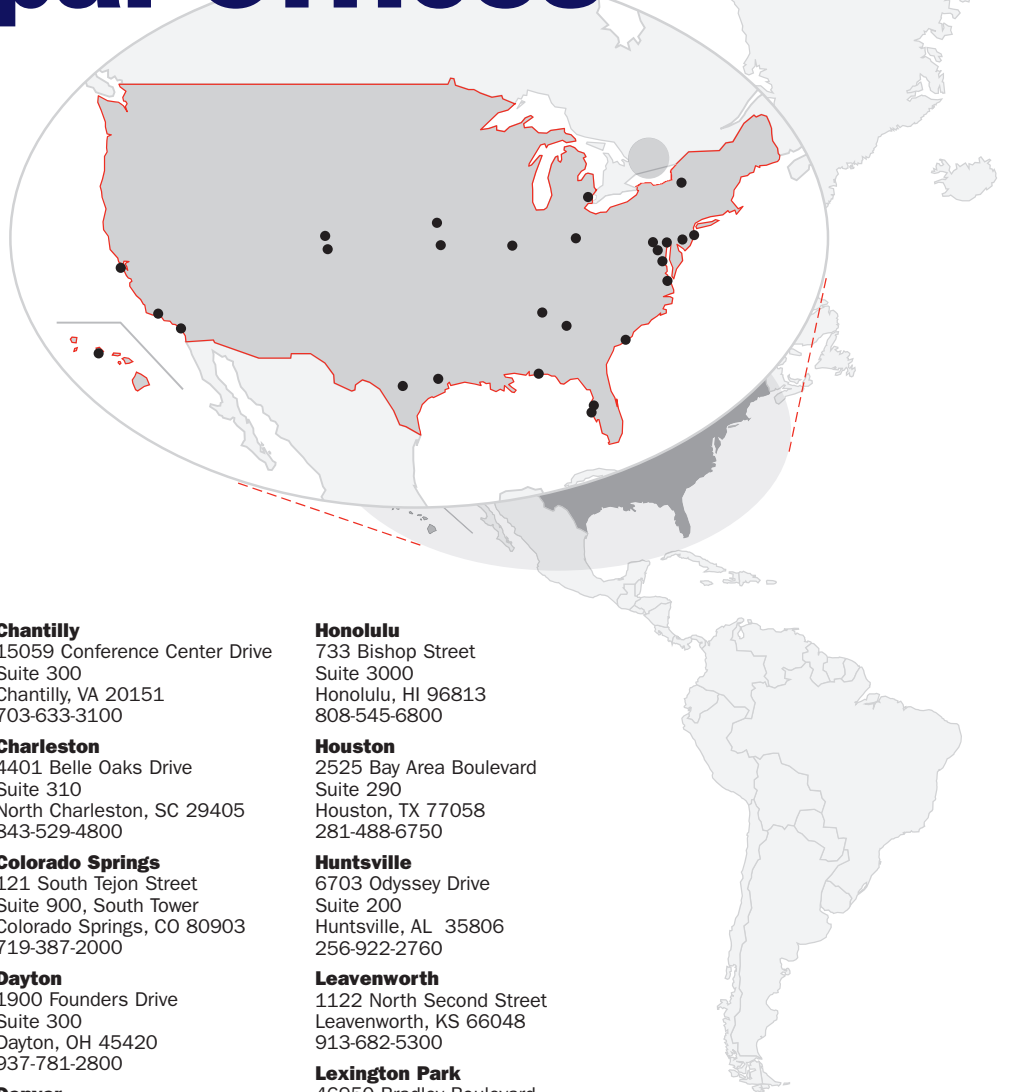 Chantilly
15059 Conference Center Drive
Suite 300
Chantilly, VA 20151
703-633-3100
Charleston
4401 Belle Oaks Drive
Suite 310
North Charleston, SC 29405
843-529-4800
Colorado Springs
121 South Tejon Street
Suite 900, South Tower
Colorado Springs, CO 80903
719-387-2000
Dayton
1900 Founders Drive
Suite 300
Dayton, OH 45420
937-781-2800
Honolulu
733 Bishop Street
Suite 3000
Honolulu, HI 96813
808-545-6800
Houston
2525 Bay Area Boulevard
Suite 290
Houston, TX 77058
281-488-6750
Huntsville
6703 Odyssey Drive
Suite 200
Huntsville, AL  35806
256-922-2760
Leavenworth
1122 North Second Street
Leavenworth, KS 66048
913-682-5300
Lexington Park